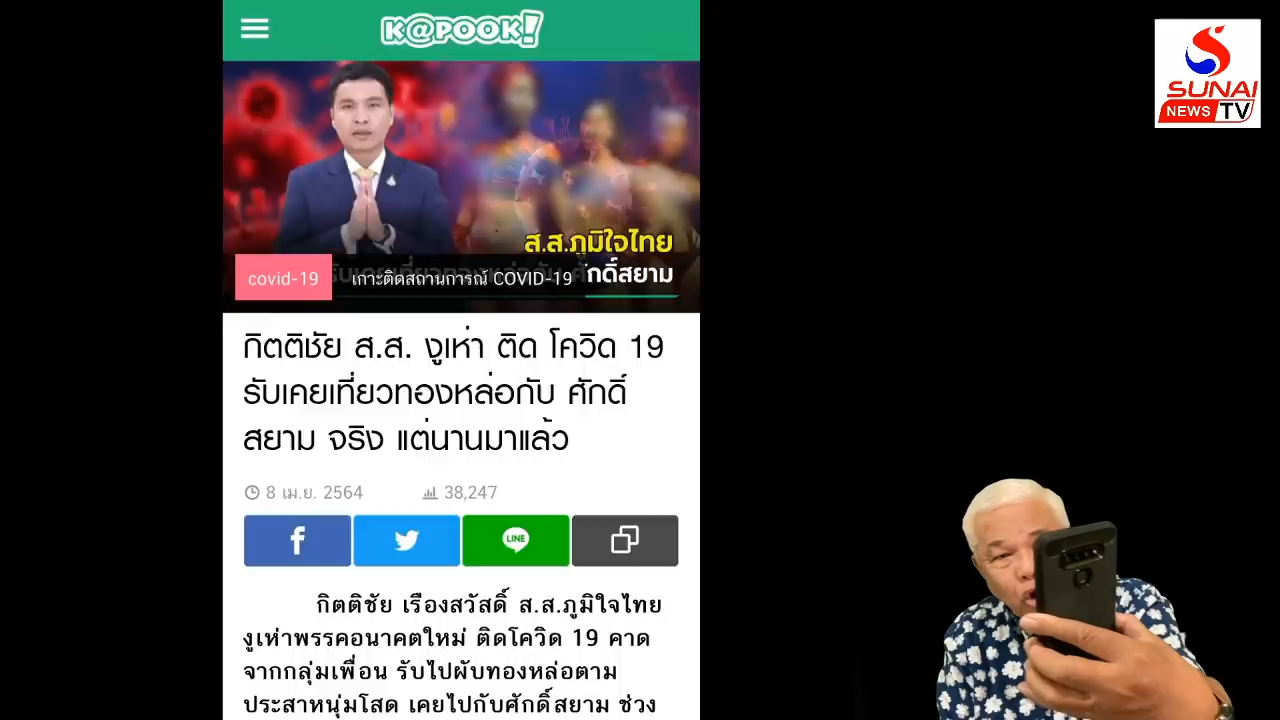 K@POOK!
SUNAI
NEWS TV
ส.ส.ภูมิใจไทย
covid-19
เกาะติดสถานการณ์ COVID-19
ักดิ์สยาม
กิตติชัย ส.ส. งูเห่า ติด โควิด 19
รับเคยเที่ยวทองหล่อกับ ศักดิ์
สยาม จริง แต่นานมาแล้ว
8 เม.ย. 2564
38,247
LINE
กิตติชัย เรืองสวัสดิ์ ส.ส.ภูมิใจไทย
งูเห่าพรรคอนาคตใหม่ ติดโควิด 19 คาด
จากกลุ่มเพื่อน รับไปผับทองหล่อตาม
ประสาหนุ่มโสด เคยไปกับศักดิ์สยาม ช่วง